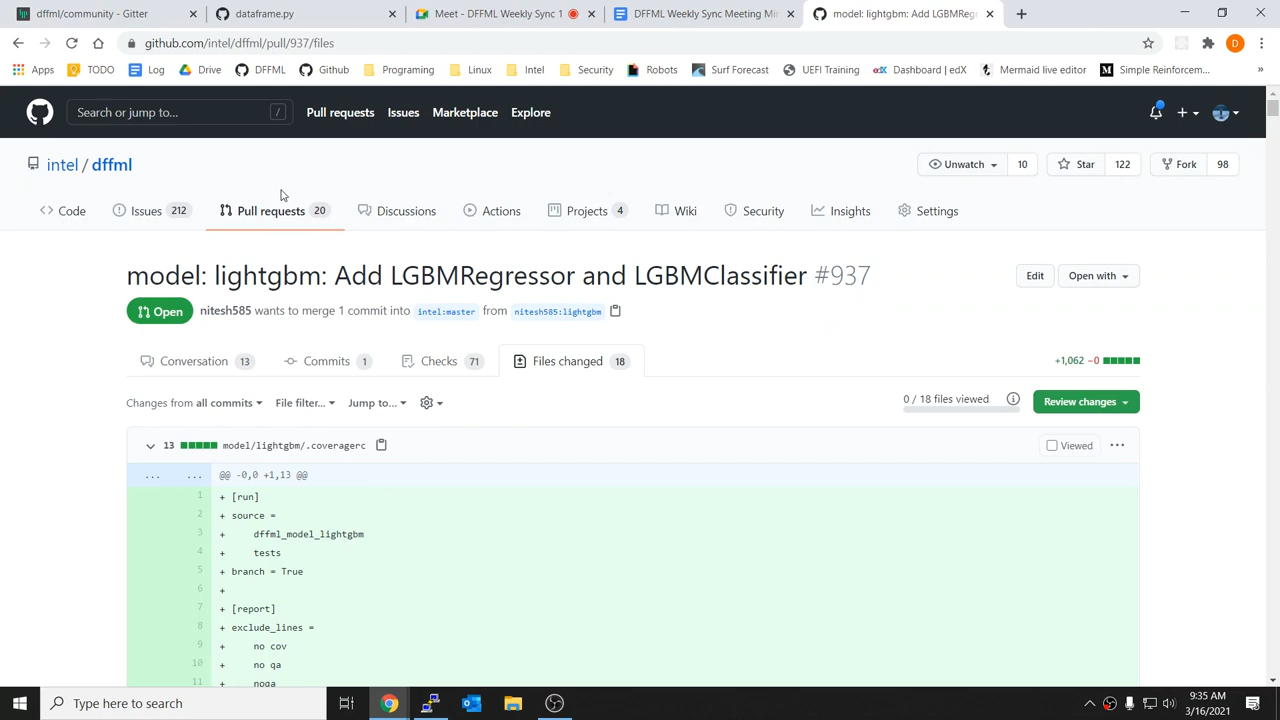 dffml/community - Gitter
dataframe.py
Meet - DFFML Weekly Sync 1
DFFML Weekly Sync Meeting Mi
model: lightgbm: Add LGBMReg
github.com/intel/dffml/pull/937/files
D
Apps
TODO
Log
Drive
DFFML
Github
Programing
Linux
Intel
Security
Robots
Surf Forecast
UEFI Training
edX
Dashboard | edX
Mermaid live editor
M
Simple Reinforcem...
»
Search or jump to...
/
Pull requests
Issues
Marketplace
Explore
intel / dffml
Unwatch
10
Star
122
Fork
98
Code
Issues 212
Pull requests 20
Discussions
Actions
Projects 4
Wiki
Security
Insights
Settings
model: lightgbm: Add LGBMRegressor and LGBMClassifier #937
Edit
Open with
Open
nitesh585 wants to merge 1 commit into intel:master from nitesh585:lightgbm
Conversation 13
Commits 1
Checks 71
Files changed 18
+1,062 −0
Changes from all commits
File filter...
Jump to...
0 / 18 files viewed
Review changes
13 model/lightgbm/.coveragerc
Viewed
...
... ... @@ -0,0 +1,13 @@
1 + [run]
2 + source =
3 + dffml_model_lightgbm
4 + tests
5 + branch = True
6 +
7 + [report]
8 + exclude_lines =
9 + no cov
10 + no qa
11 + noqa
Type here to search
9:35 AM
3/16/2021